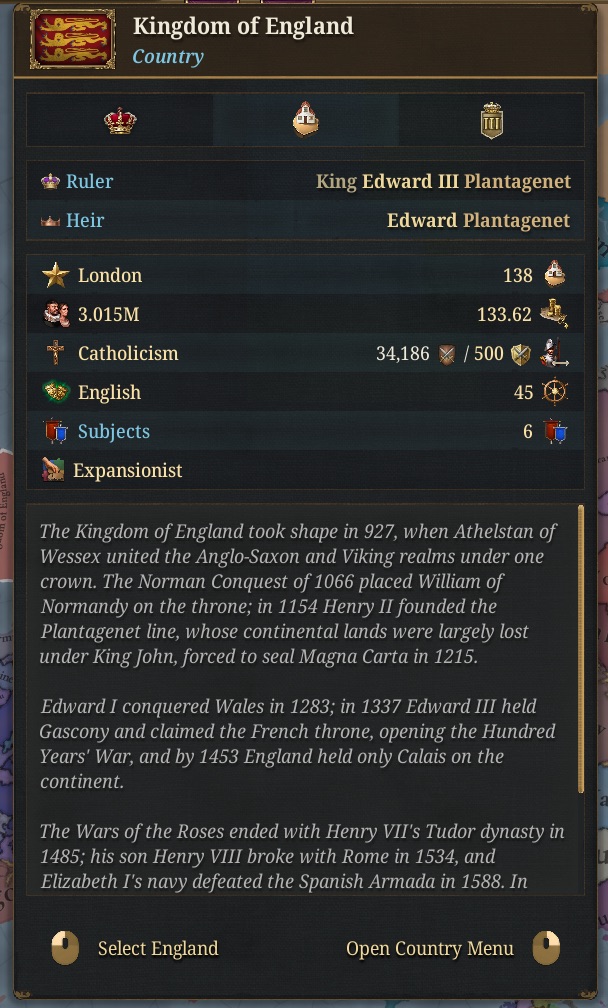 Kingdom of England
Country
Ruler King Edward III Plantagenet
Heir Edward Plantagenet
London 138
3.015M 133.62
Catholicism 34,186 / 500
English 45
Subjects 6
Expansionist
The Kingdom of England took shape in 927, when Athelstan of
Wessex united the Anglo-Saxon and Viking realms under one
crown. The Norman Conquest of 1066 placed William of
Normandy on the throne; in 1154 Henry II founded the
Plantagenet line, whose continental lands were largely lost
under King John, forced to seal Magna Carta in 1215.
Edward I conquered Wales in 1283; in 1337 Edward III held
Gascony and claimed the French throne, opening the Hundred
Years' War, and by 1453 England held only Calais on the
continent.
The Wars of the Roses ended with Henry VII's Tudor dynasty in
1485; his son Henry VIII broke with Rome in 1534, and
Elizabeth I's navy defeated the Spanish Armada in 1588. In
Select England Open Country Menu